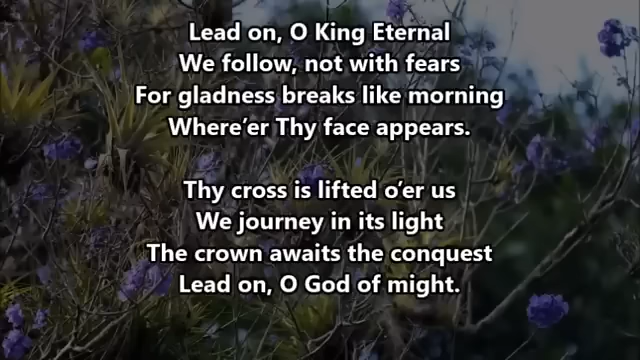 Lead on, O King Eternal
We follow, not with fears
For gladness breaks like morning
Where’er Thy face appears.
Thy cross is lifted o’er us
We journey in its light
The crown awaits the conquest
Lead on, O God of might.